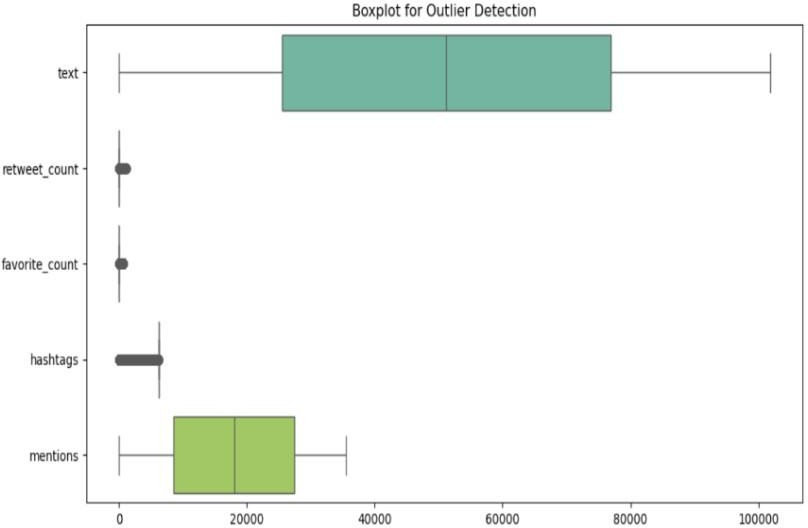 Boxplot for Outlier Detection
text
retweet_count
favorite_count
hashtags
mentions
0 20000 40000 60000 80000 100000